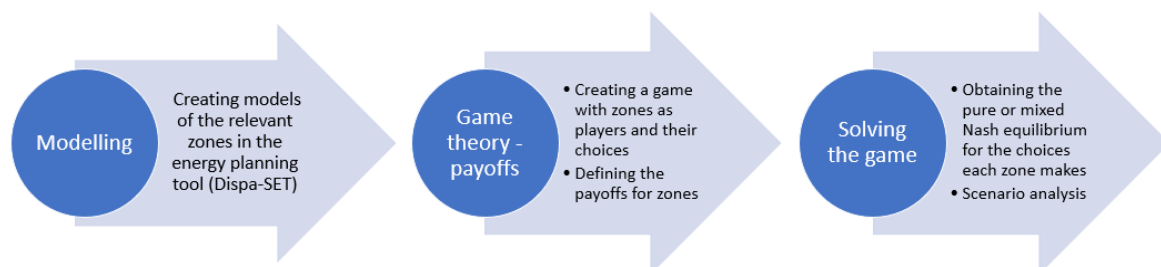 Modelling
Creating models
of the relevant
zones in the
energy planning
tool (Dispa-SET)
Game
theory -
payoffs
• Creating a game
with zones as
players and their
choices
• Defining the
payoffs for zones
Solving
the game
• Obtaining the
pure or mixed
Nash equilibrium
for the choices
each zone makes
• Scenario analysis